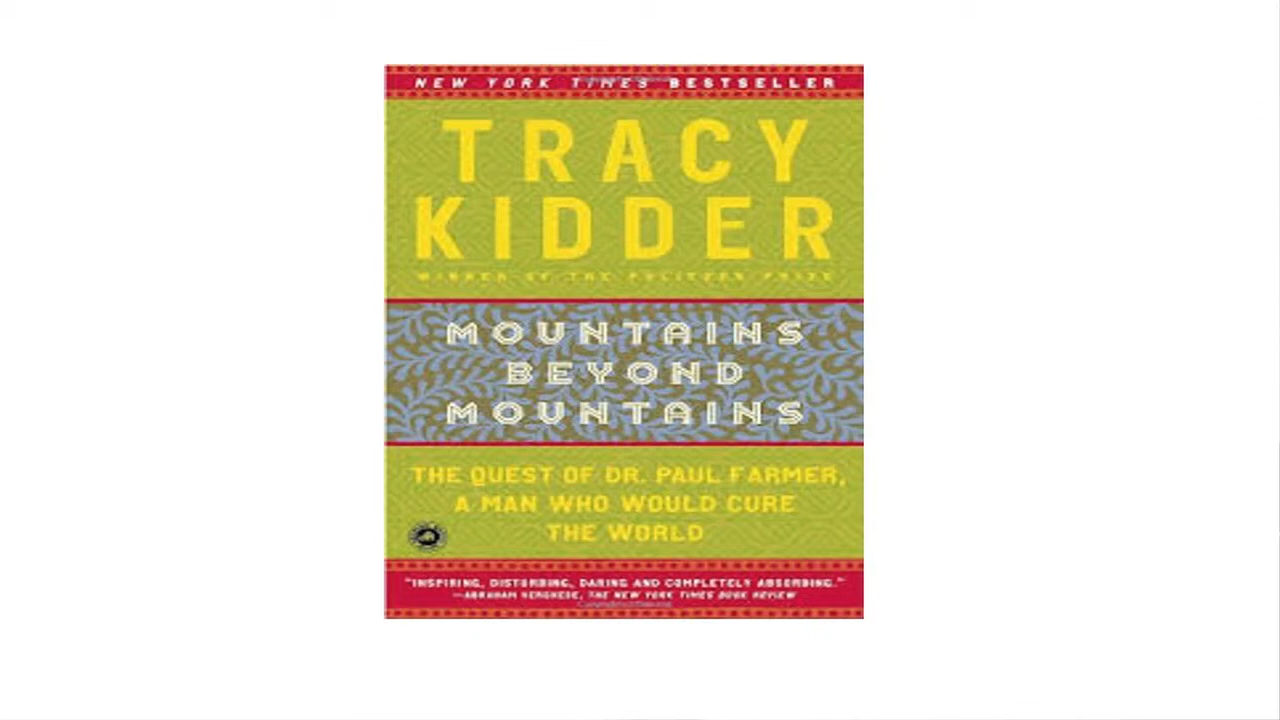 NEW YORK TIMES BESTSELLER
TRACY
KIDDER
WINNER OF THE PULITZER PRIZE
MOUNTAINS
BEYOND
MOUNTAINS
THE QUEST OF DR. PAUL FARMER,
A MAN WHO WOULD CURE
THE WORLD
"INSPIRING, DISTURBING, DARING AND COMPLETELY ABSORBING."
—ABRAHAM VERGHESE, THE NEW YORK TIMES BOOK REVIEW